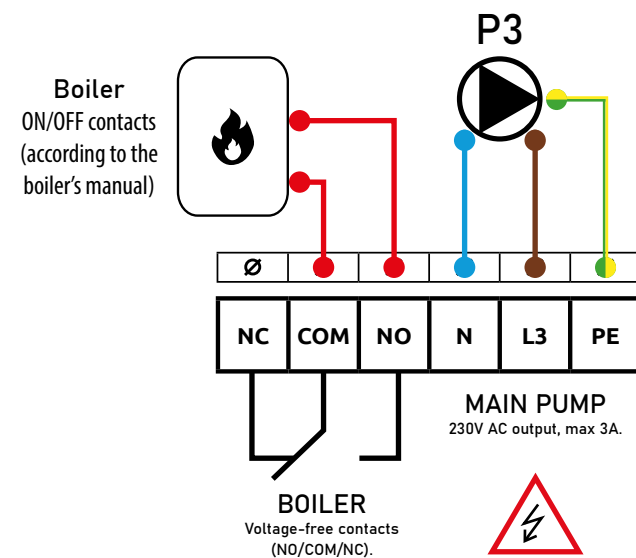 P3
Boiler
ON/OFF contacts
(according to the
boiler's manual)
Ø
NC COM NO N L3 PE
MAIN PUMP
230V AC output, max 3A.
BOILER
Voltage-free contacts
(NO/COM/NC).